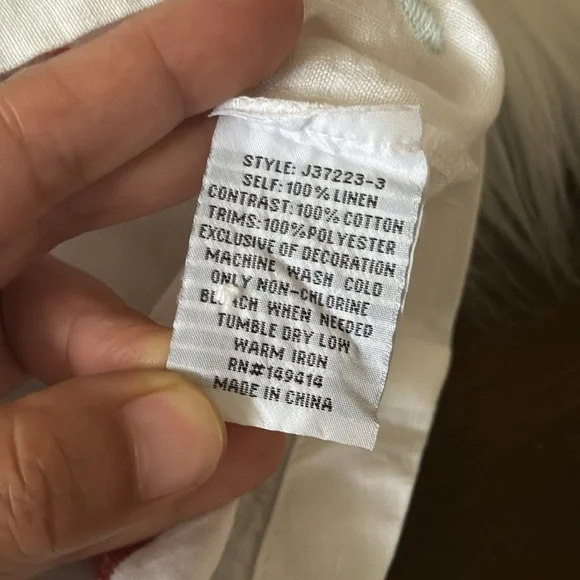 STYLE: J37223-3
SELF: 100% LINEN
CONTRAST: 100% COTTON
TRIMS: 100% POLYESTER
EXCLUSIVE OF DECORATION
MACHINE WASH COLD
ONLY NON-CHLORINE
BLEACH WHEN NEEDED
TUMBLE DRY LOW
WARM IRON
RN#149414
MADE IN CHINA